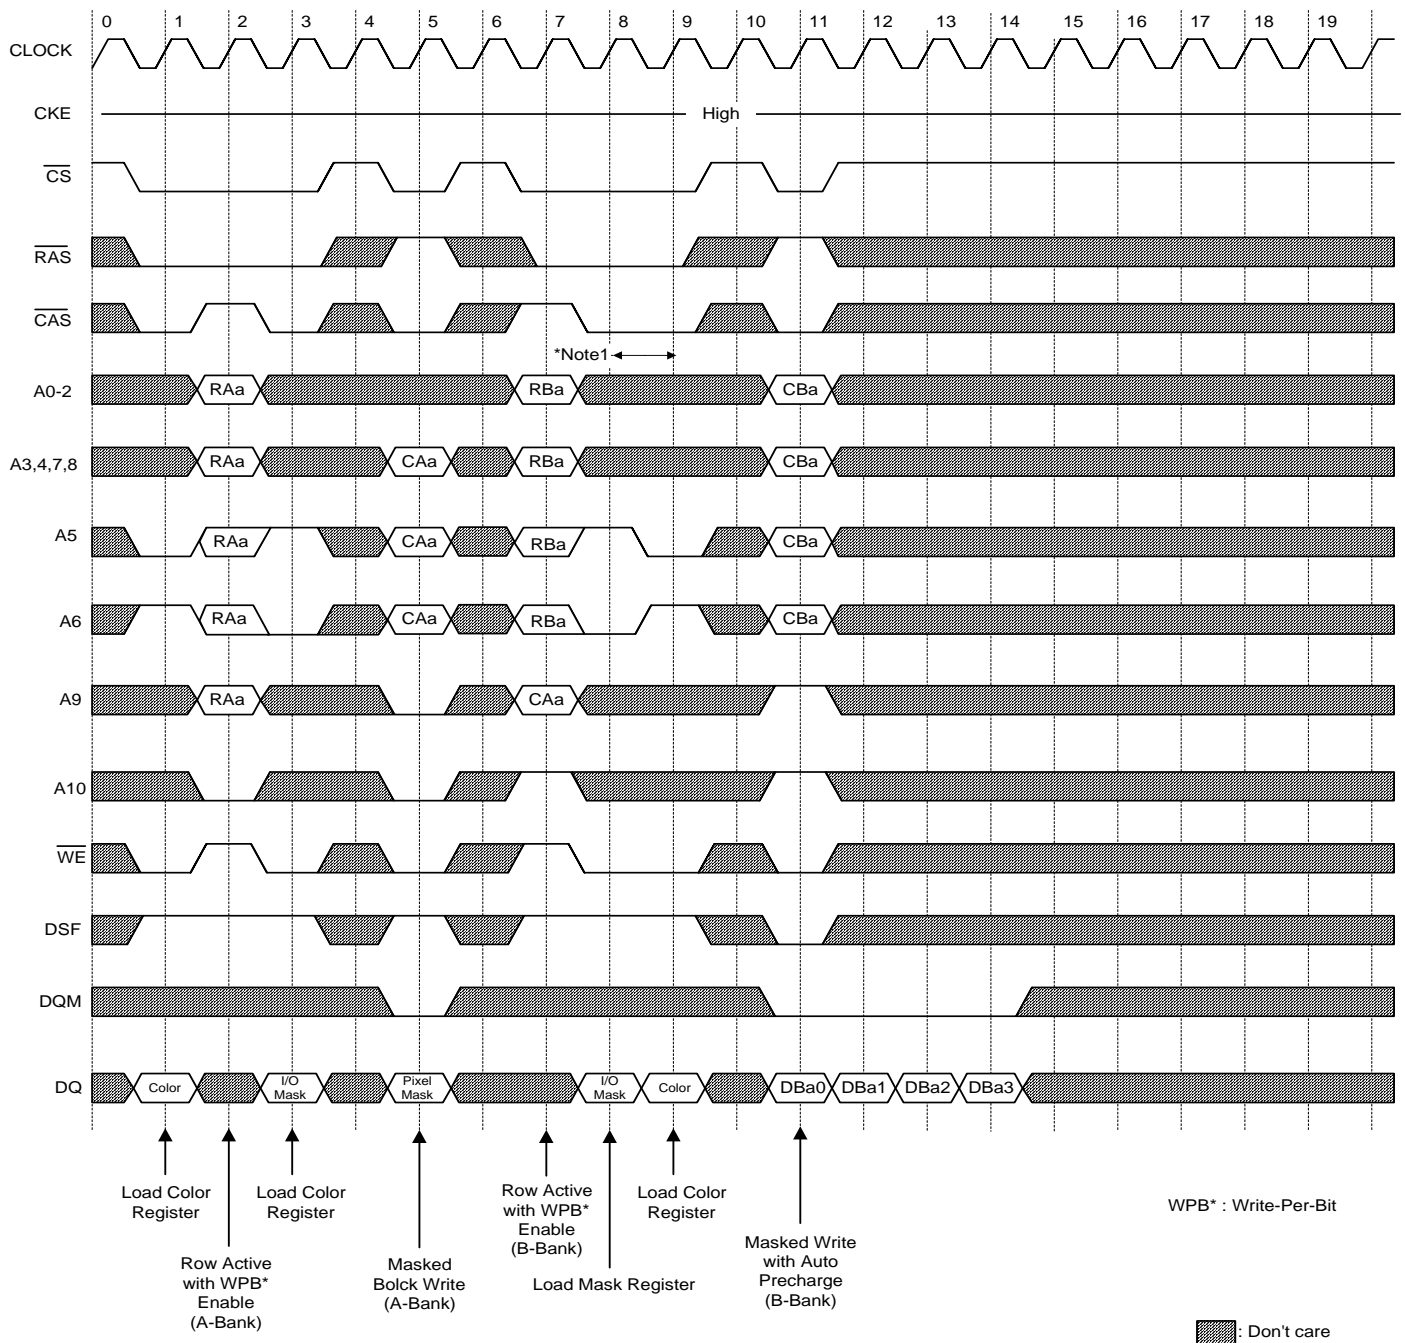 0 1 2 3 4 5 6 7 8 9 10 11 12 13 14 15 16 17 18 19
CLOCK
CKE High
CS
RAS
CAS
*Note1
A0-2 RAa RBa CBa
A3,4,7,8 RAa CAa RBa CBa
A5 RAa CAa RBa CBa
A6 RAa CAa RBa CBa
A9 RAa CAa
A10
WE
DSF
DQM
DQ Color I/O Mask Pixel Mask I/O Mask Color DBa0 DBa1 DBa2 DBa3
Load Color
Register
Row Active
with WPB*
Enable
(A-Bank)
Load Color
Register
Masked
Bolck Write
(A-Bank)
Row Active
with WPB*
Enable
(B-Bank)
Load Mask Register
Load Color
Register
Masked Write
with Auto
Precharge
(B-Bank)
WPB* : Write-Per-Bit
: Don't care